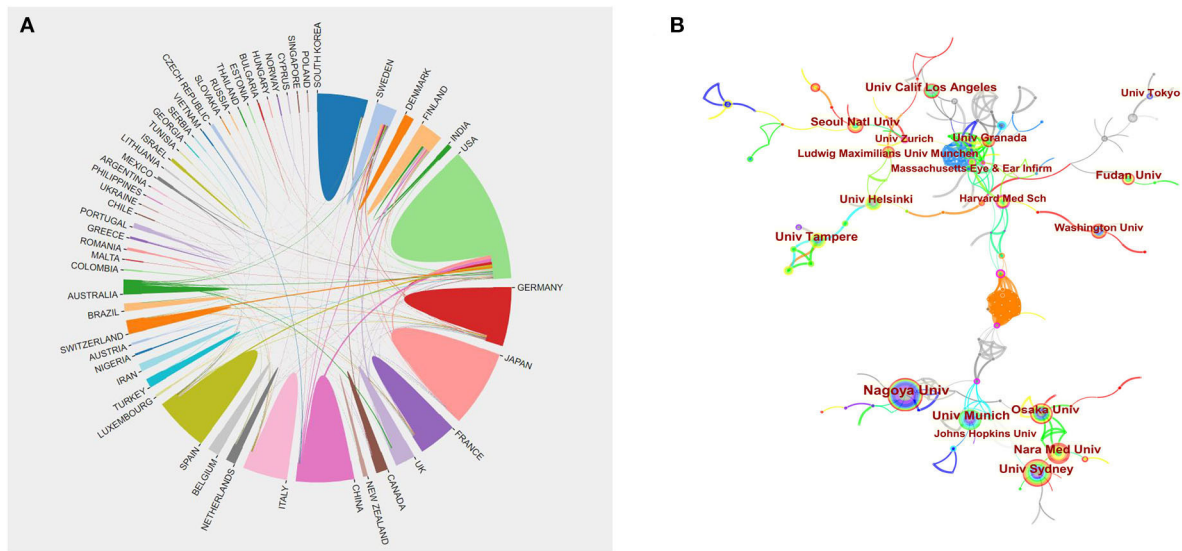 A
SOUTH KOREA
SWEDEN
DENMARK
FINLAND
INDIA
USA
GERMANY
JAPAN
FRANCE
UK
CANADA
NEW ZEALAND
CHINA
ITALY
NETHERLANDS
BELGIUM
SPAIN
LUXEMBOURG
TURKEY
IRAN
NIGERIA
AUSTRIA
SWITZERLAND
BRAZIL
AUSTRALIA
COLOMBIA
MALTA
ROMANIA
GREECE
PORTUGAL
CHILE
UKRAINE
PHILIPPINES
ARGENTINA
MEXICO
LITHUANIA
ISRAEL
TUNISIA
GEORGIA
SERBIA
VIETNAM
CZECH REPUBLIC
SLOVAKIA
RUSSIA
THAILAND
ESTONIA
BULGARIA
HUNGARY
NORWAY
CYPRUS
SINGAPORE
POLAND
B
Univ Calif Los Angeles
Univ Tokyo
Seoul Natl Univ
Univ Zurich
Univ Granada
Ludwig Maximilians Univ Munchen
Massachusetts Eye & Ear Infirm
Fudan Univ
Univ Helsinki
Harvard Med Sch
Washington Univ
Univ Tampere
Nagoya Univ
Univ Munich
Osaka Univ
Johns Hopkins Univ
Nara Med Univ
Univ Sydney